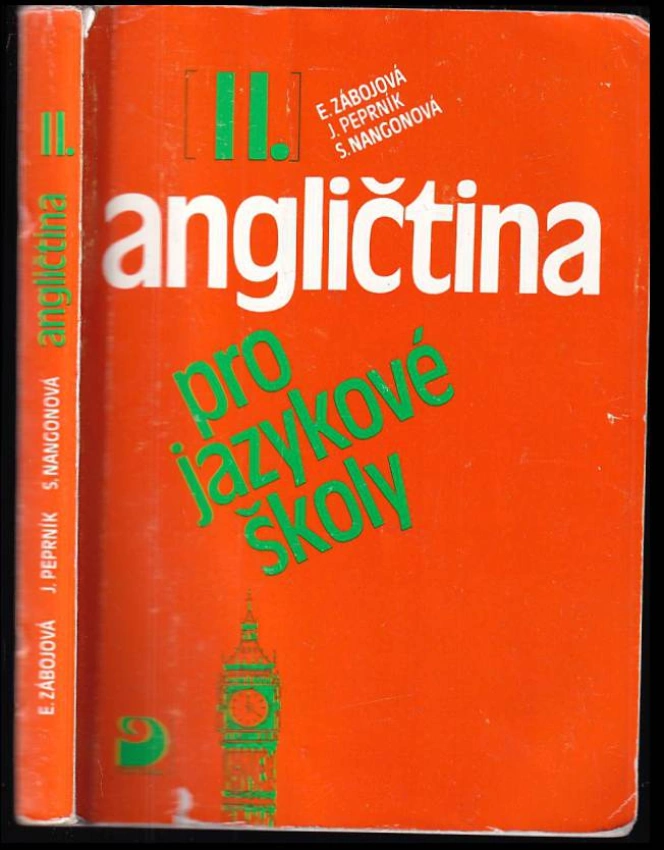 [II.]
E. ZÁBOJOVÁ
J. PEPRNÍK
S. NANGONOVÁ
angličtina
pro
jazykové
školy
E. ZÁBOJOVÁ J. PEPRNÍK S. NANGONOVÁ angličtina II.